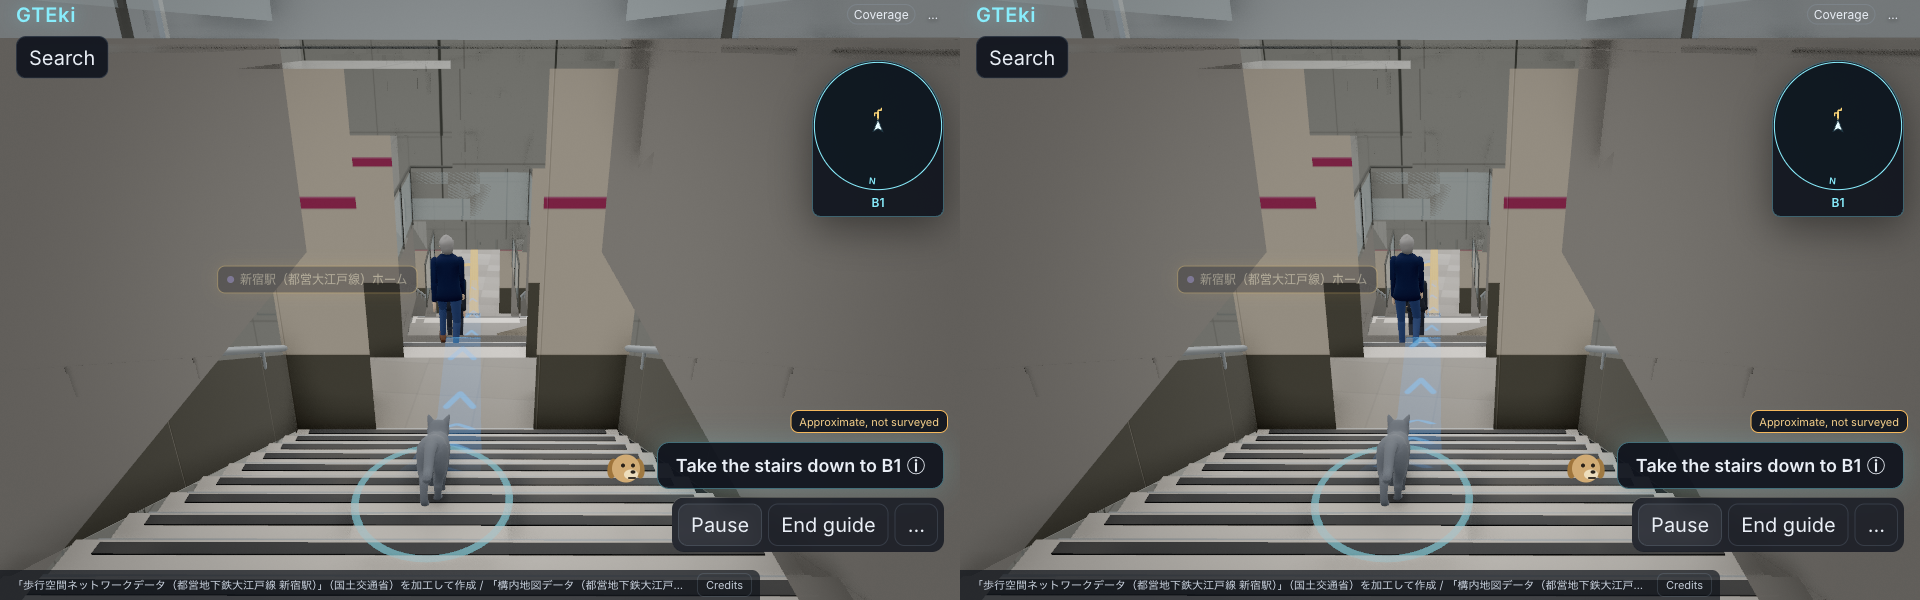 GTEki
Coverage
...
Search
N
B1
新宿駅（都営大江戸線）ホーム
Approximate, not surveyed
Take the stairs down to B1 ⓘ
Pause
End guide
...
「歩行空間ネットワークデータ（都営地下鉄大江戸線 新宿駅）」（国土交通省）を加工して作成 / 「構内地図データ（都営地下鉄大江戸...
Credits
GTEki
Coverage
...
Search
N
B1
新宿駅（都営大江戸線）ホーム
Approximate, not surveyed
Take the stairs down to B1 ⓘ
Pause
End guide
...
「歩行空間ネットワークデータ（都営地下鉄大江戸線 新宿駅）」（国土交通省）を加工して作成 / 「構内地図データ（都営地下鉄大江戸...
Credits